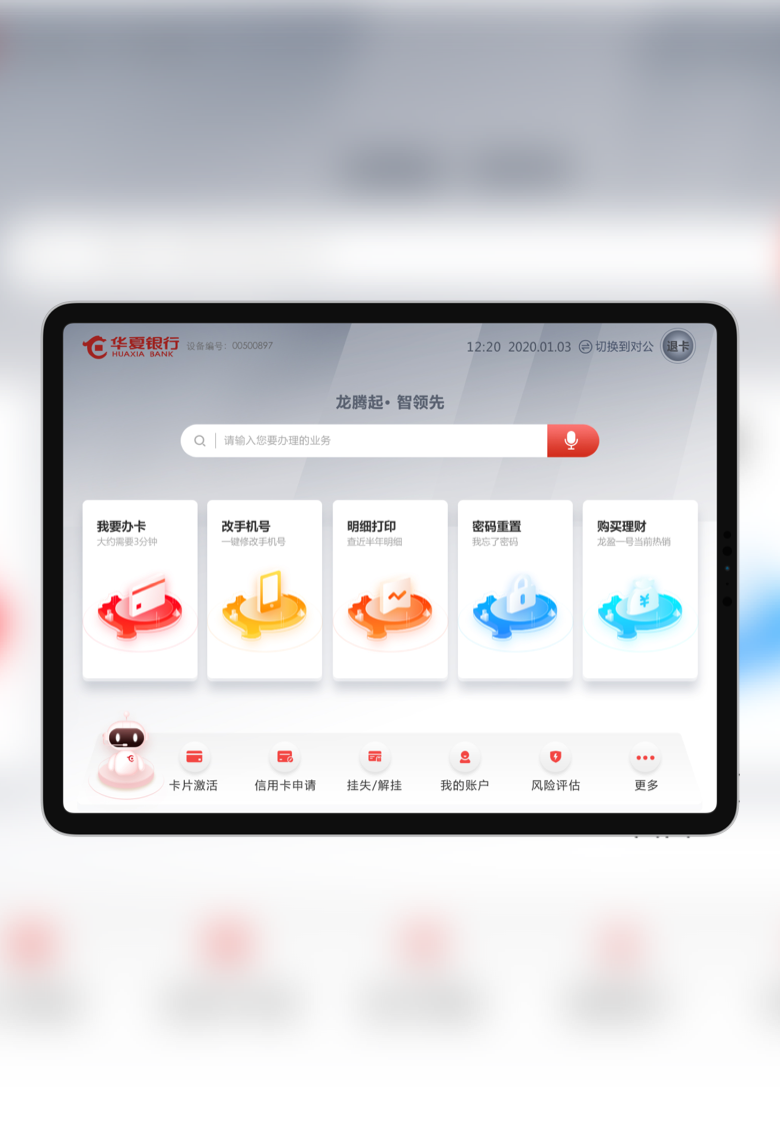 华夏银行
HUAXIA BANK
设备编号: 00500897
12:20 2020.01.03 切换到对公 退卡
龙腾起· 智领先
请输入您要办理的业务
我要办卡
大约需要3分钟
改手机号
一键修改手机号
明细打印
查近半年明细
密码重置
我忘了密码
购买理财
龙盈一号当前热销
卡片激活
信用卡申请
挂失/解挂
我的账户
风险评估
更多